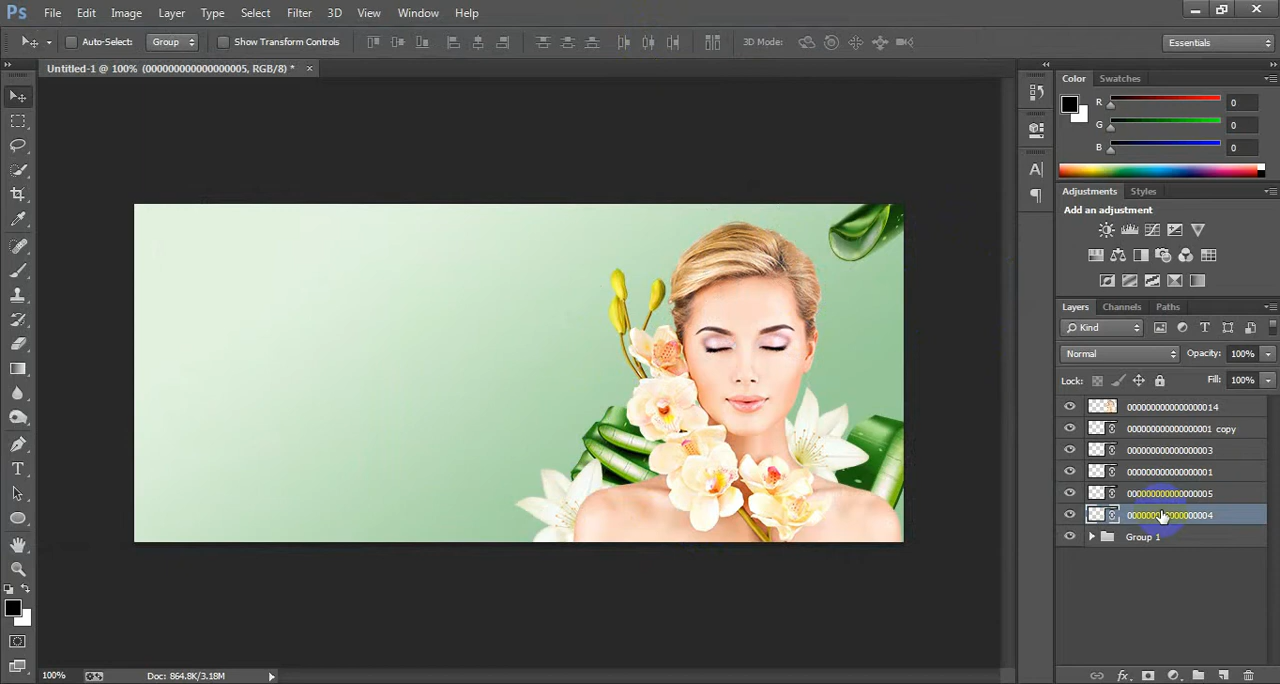 Ps File Edit Image Layer Type Select Filter 3D View Window Help
Auto-Select: Group Show Transform Controls 3D Mode: Essentials
Untitled-1 @ 100% (000000000000000005, RGB/8) * ×
Color Swatches
R 0
G 0
B 0
Adjustments Styles
Add an adjustment
Layers Channels Paths
Kind
Normal Opacity: 100%
Lock: Fill: 100%
000000000000000014
000000000000000001 copy
000000000000000003
000000000000000001
000000000000000005
000000000000000004
Group 1
100% Doc: 864.8K/3.18M